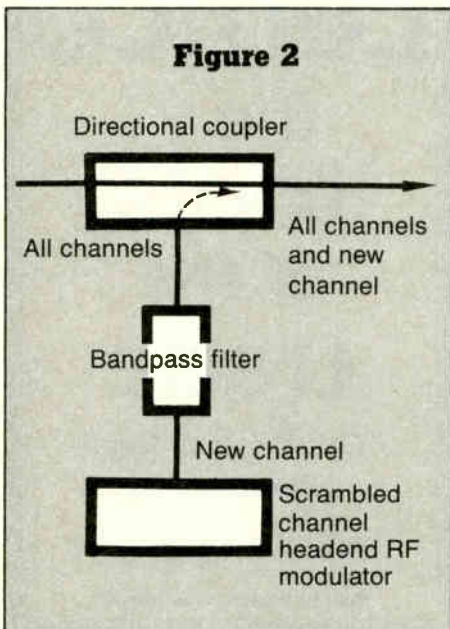 Figure 2
Directional coupler
All channels
All channels
and new
channel
Bandpass filter
New channel
Scrambled
channel
headend RF
modulator